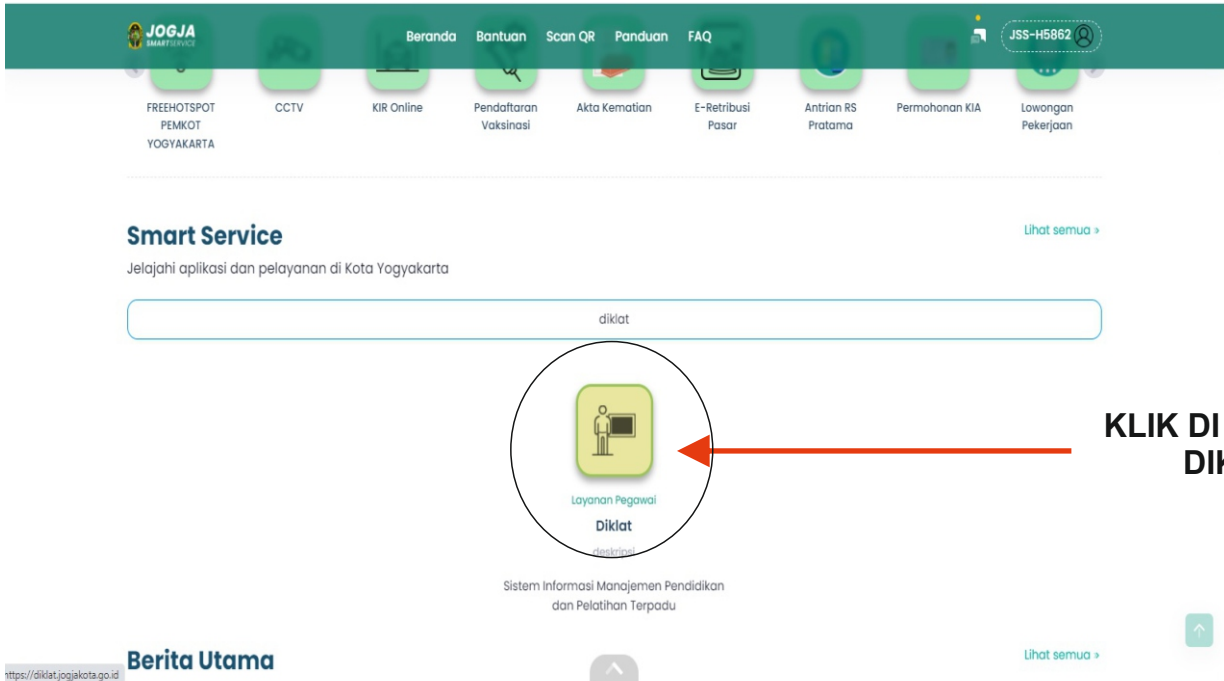 JOGJA
SMARTSERVICE
Beranda Bantuan Scan QR Panduan FAQ
JSS-H5862
FREEHOTSPOT
PEMKOT
YOGYAKARTA
CCTV
KIR Online
Pendaftaran
Vaksinasi
Akta Kematian
E-Retribusi
Pasar
Antrian RS
Pratama
Permohonan KIA
Lowongan
Pekerjaan
Smart Service
Lihat semua »
Jelajahi aplikasi dan pelayanan di Kota Yogyakarta
diklat
KLIK DI
Layanan Pegawai
Diklat
deskripsi
Sistem Informasi Manajemen Pendidikan
dan Pelatihan Terpadu
Berita Utama
Lihat semua »
https://diklat.jogjakota.go.id